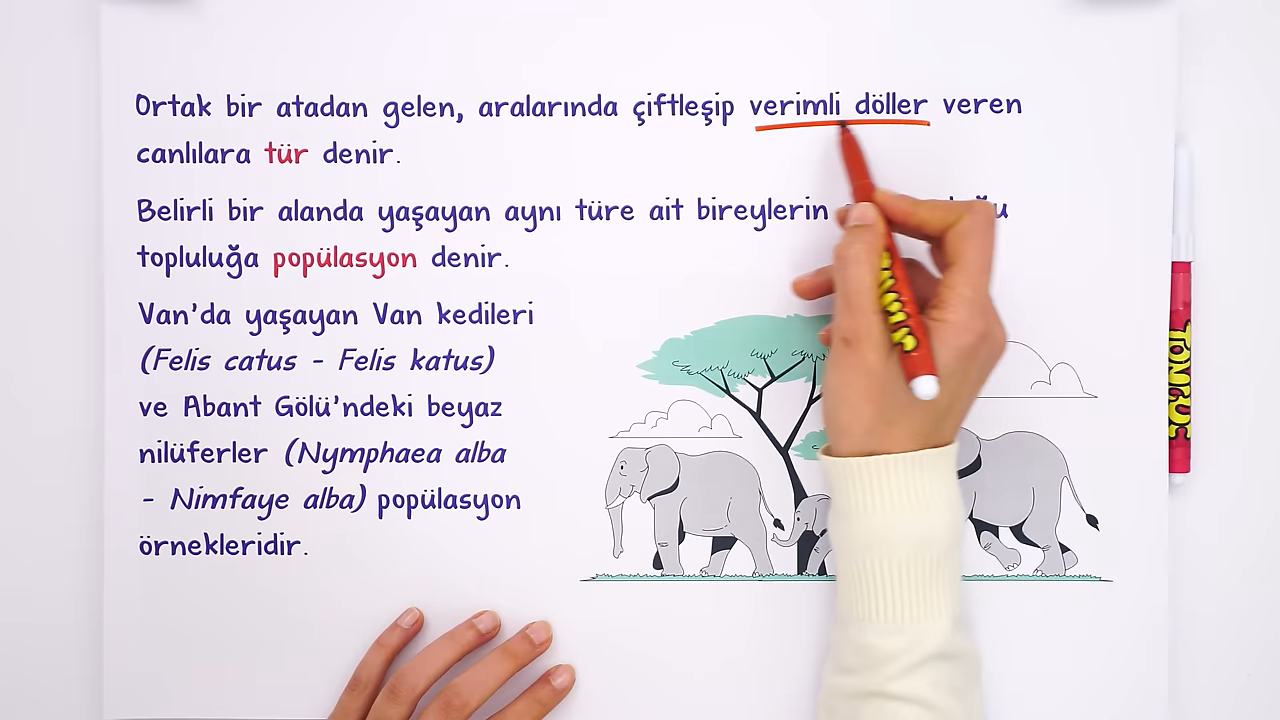 Ortak bir atadan gelen, aralarında çiftleşip verimli döller veren
canlılara tür denir.
Belirli bir alanda yaşayan aynı türe ait bireylerin
topluluğa popülasyon denir.
Van'da yaşayan Van kedileri
(Felis catus - Felis katus)
ve Abant Gölü'ndeki beyaz
nilüferler (Nymphaea alba
- Nimfaye alba) popülasyon
örnekleridir.